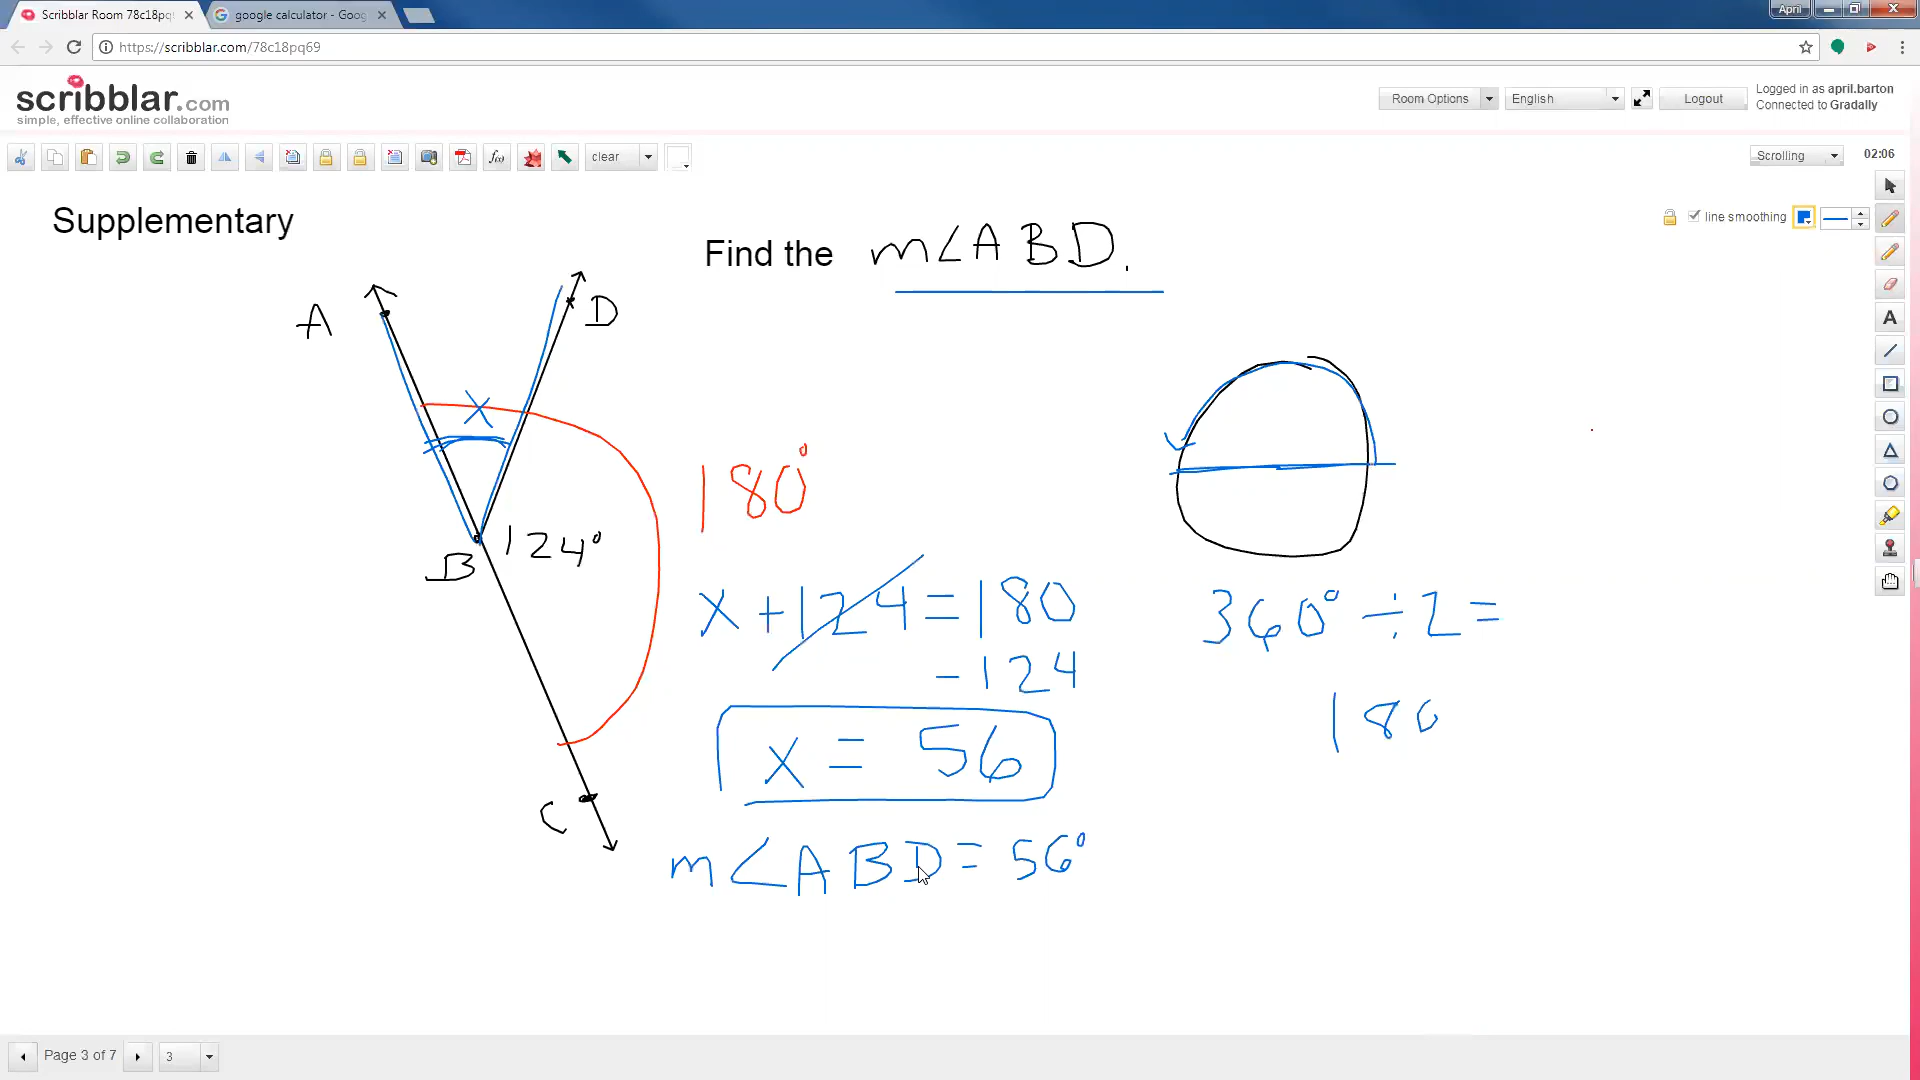 Scribblar Room 78c18pq
google calculator - Goog
April
https://scribblar.com/78c18pq69
scribblar.com
simple, effective online collaboration
Room Options
English
Logout
Logged in as april.barton
Connected to Gradally
f(x)
clear
Scrolling
02:06
Supplementary
Find the m∠ABD.
line smoothing
A
D
A
X
180°
B
124°
x + 124 = 180
- 124
360° ÷ 2 =
180
x = 56
C
m∠ABD = 56°
Page 3 of 7
3